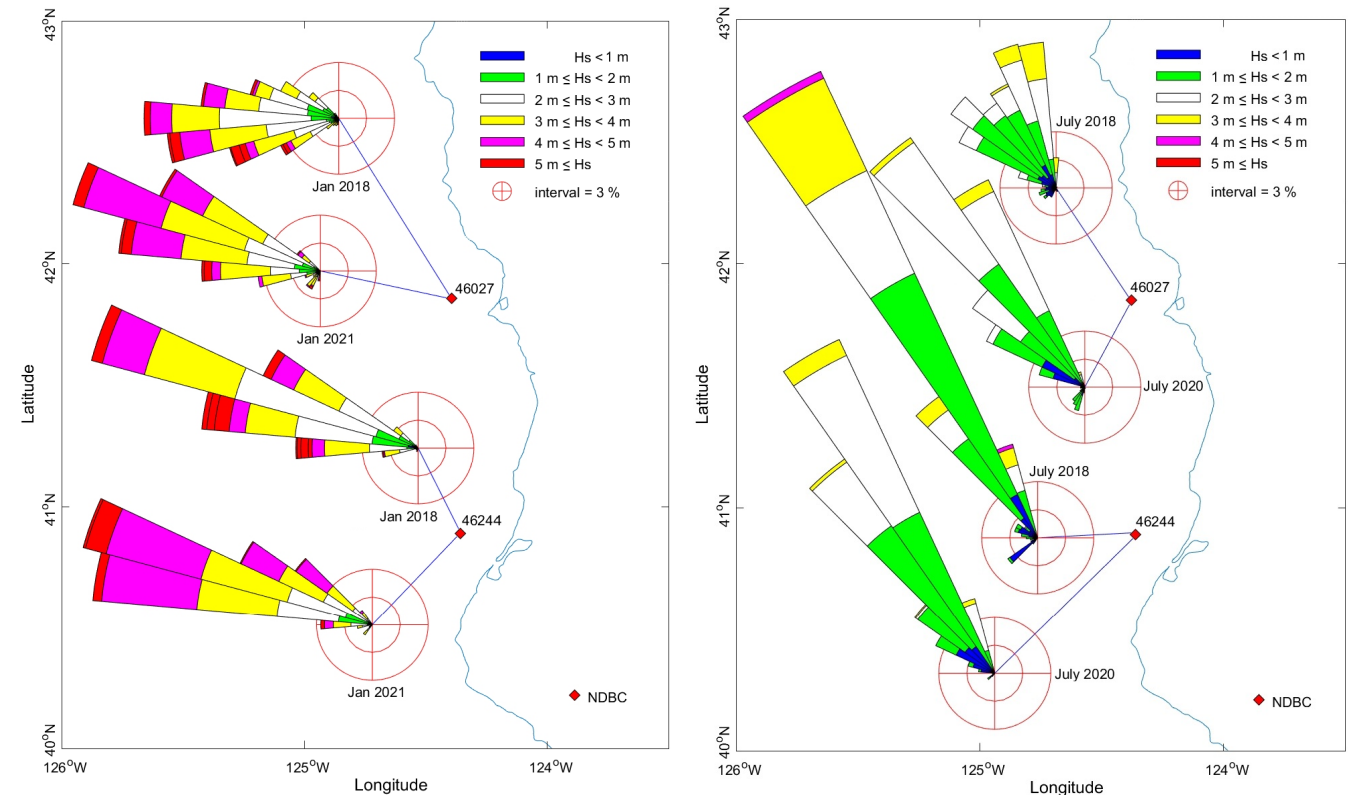 43°N
42°N
41°N
40°N
Latitude
126°W
125°W
124°W
Longitude
Hs < 1 m
1 m ≤ Hs < 2 m
2 m ≤ Hs < 3 m
3 m ≤ Hs < 4 m
4 m ≤ Hs < 5 m
5 m ≤ Hs
interval = 3 %
Jan 2018
46027
Jan 2021
Jan 2018
46244
Jan 2021
NDBC
43°N
42°N
41°N
40°N
Latitude
126°W
125°W
124°W
Longitude
Hs < 1 m
1 m ≤ Hs < 2 m
2 m ≤ Hs < 3 m
3 m ≤ Hs < 4 m
4 m ≤ Hs < 5 m
5 m ≤ Hs
interval = 3 %
July 2018
46027
July 2020
July 2018
46244
July 2020
NDBC